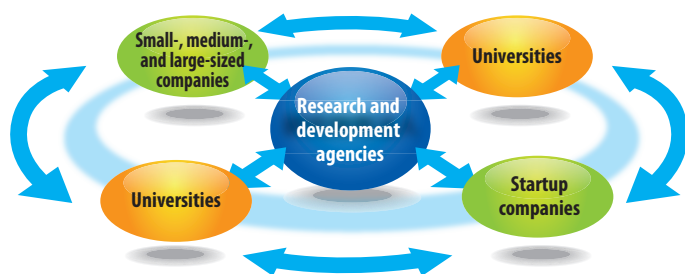 Small-, medium-,
and large-sized
companies
Universities
Research and
development
agencies
Universities
Startup
companies